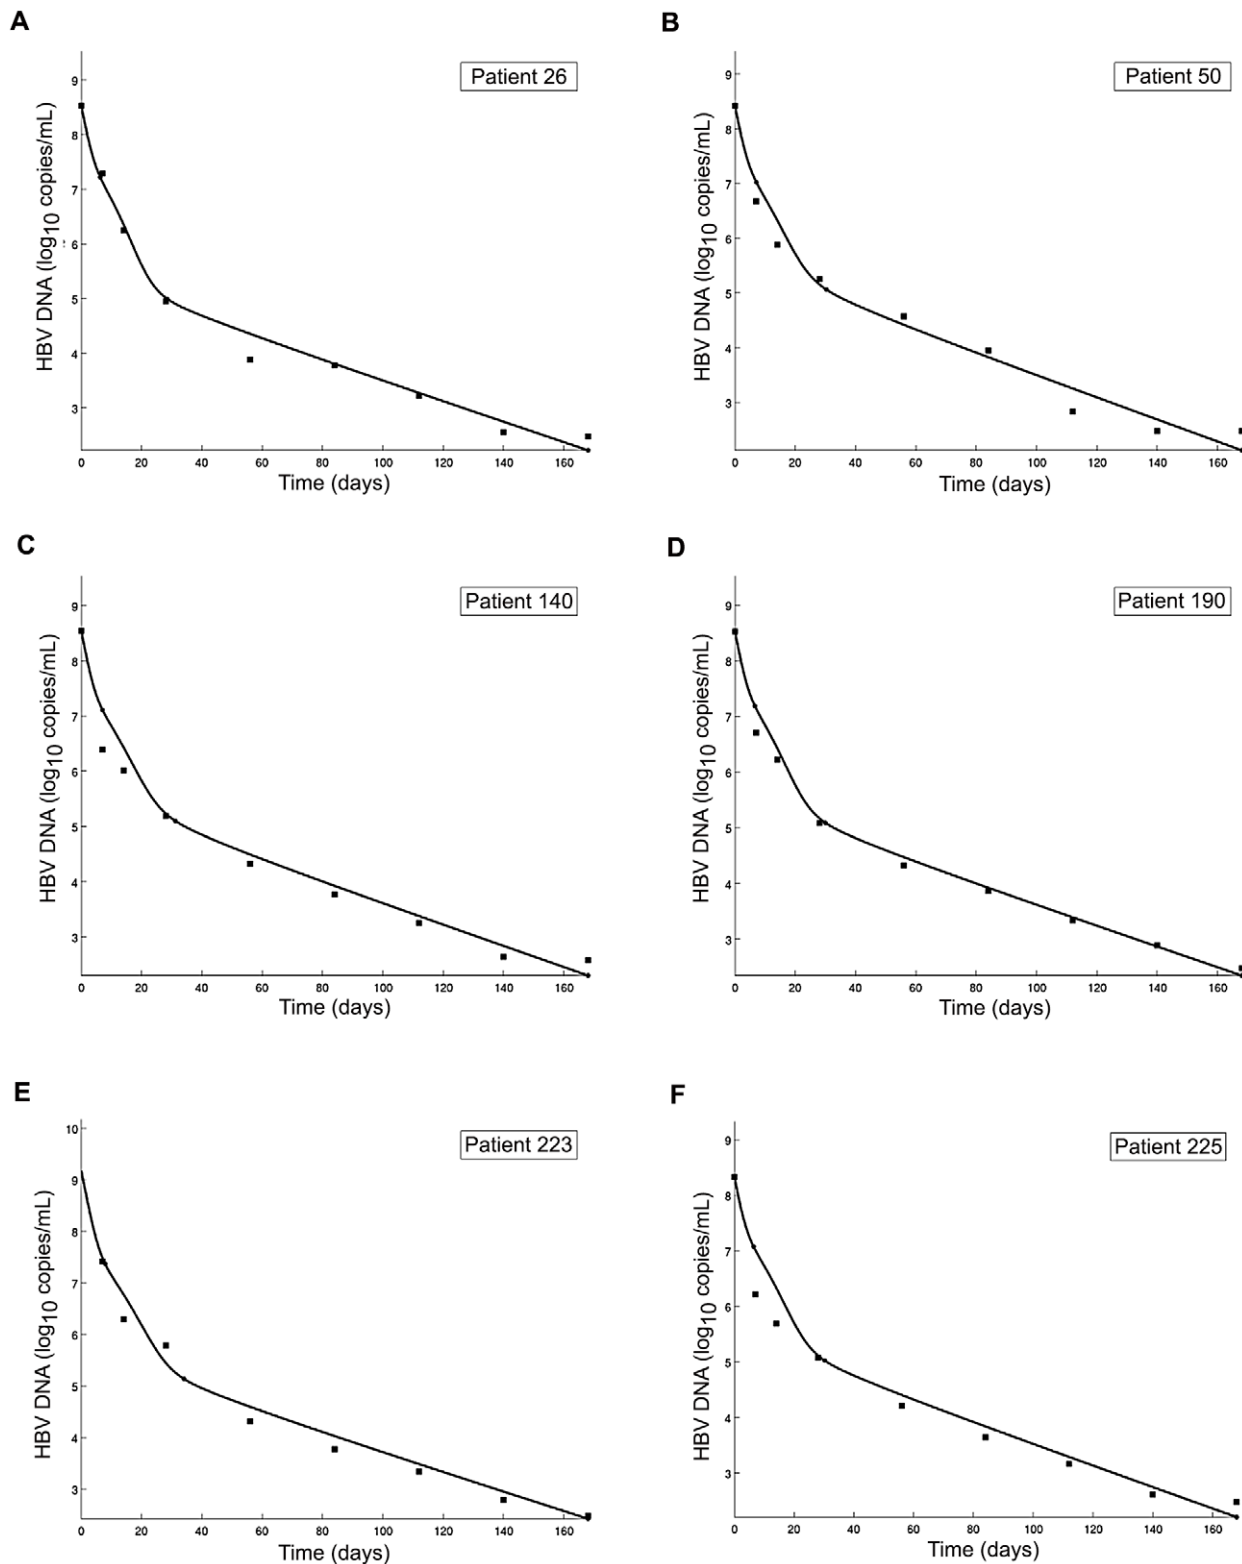 A
Patient 26
HBV DNA (log10 copies/mL)
9
8
7
6
5
4
3
0 20 40 60 80 100 120 140 160
Time (days)
B
Patient 50
HBV DNA (log10 copies/mL)
9
8
7
6
5
4
3
0 20 40 60 80 100 120 140 160
Time (days)
C
Patient 140
HBV DNA (log10 copies/mL)
9
8
7
6
5
4
3
0 20 40 60 80 100 120 140 160
Time (days)
D
Patient 190
HBV DNA (log10 copies/mL)
9
8
7
6
5
4
3
0 20 40 60 80 100 120 140 160
Time (days)
E
Patient 223
HBV DNA (log10 copies/mL)
10
9
8
7
6
5
4
3
0 20 40 60 80 100 120 140 160
Time (days)
F
Patient 225
HBV DNA (log10 copies/mL)
9
8
7
6
5
4
3
0 20 40 60 80 100 120 140 160
Time (days)